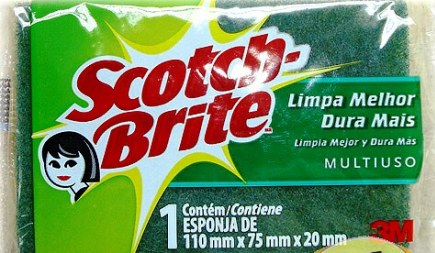 Scotch-
Brite
Limpa Melhor
Dura Mais
Limpia Mejor y Dura Más
MULTIUSO
1 Contém/Contiene
ESPONJA DE
110 mm x 75 mm x 20 mm
3M